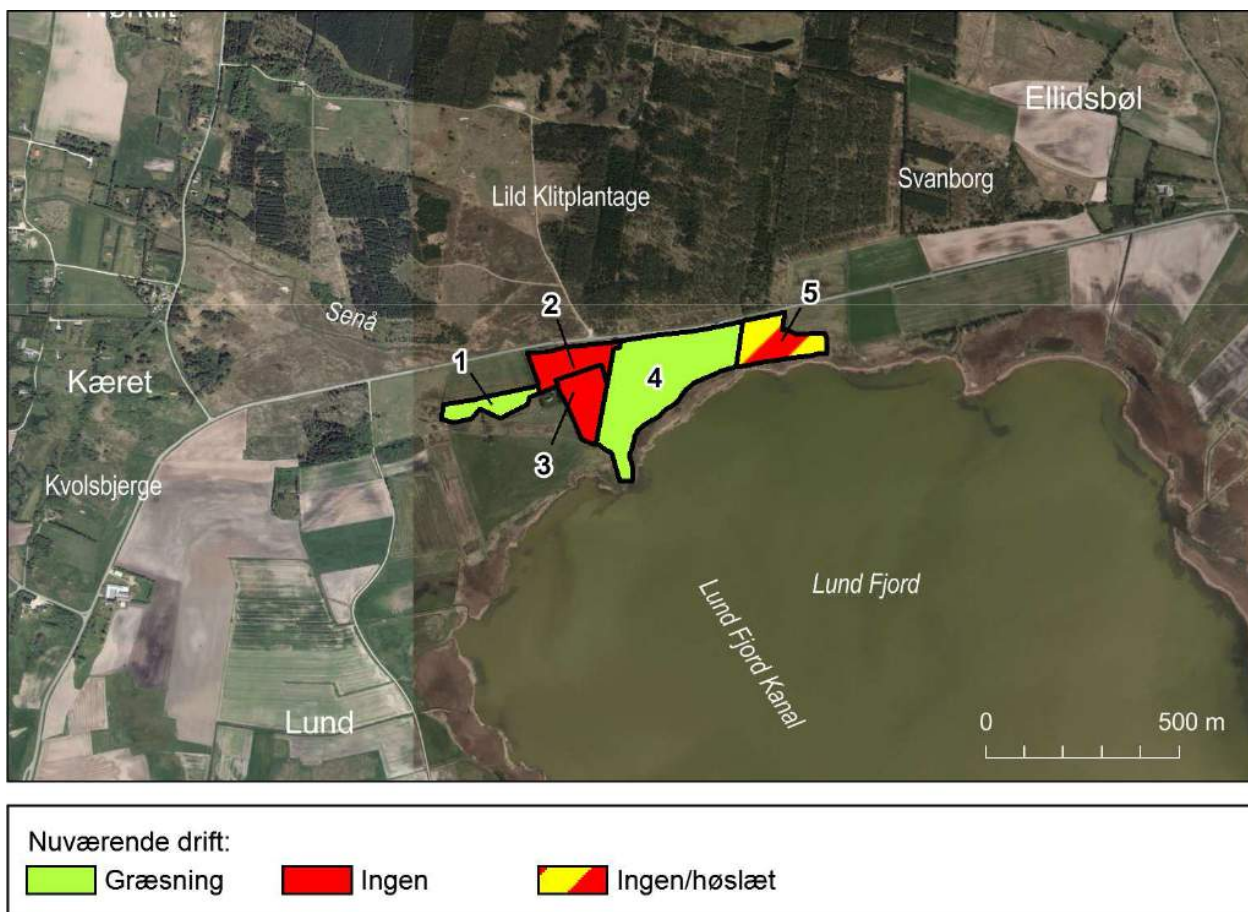 Ellidsbøl
Svanborg
Lild Klitplantage
5
2
Senå
1
Kæret
4
3
Kvolsbjerge
Lund Fjord
Lund Fjord Kanal
Lund
0 500 m
Nuværende drift:
Græsning Ingen Ingen/høslæt